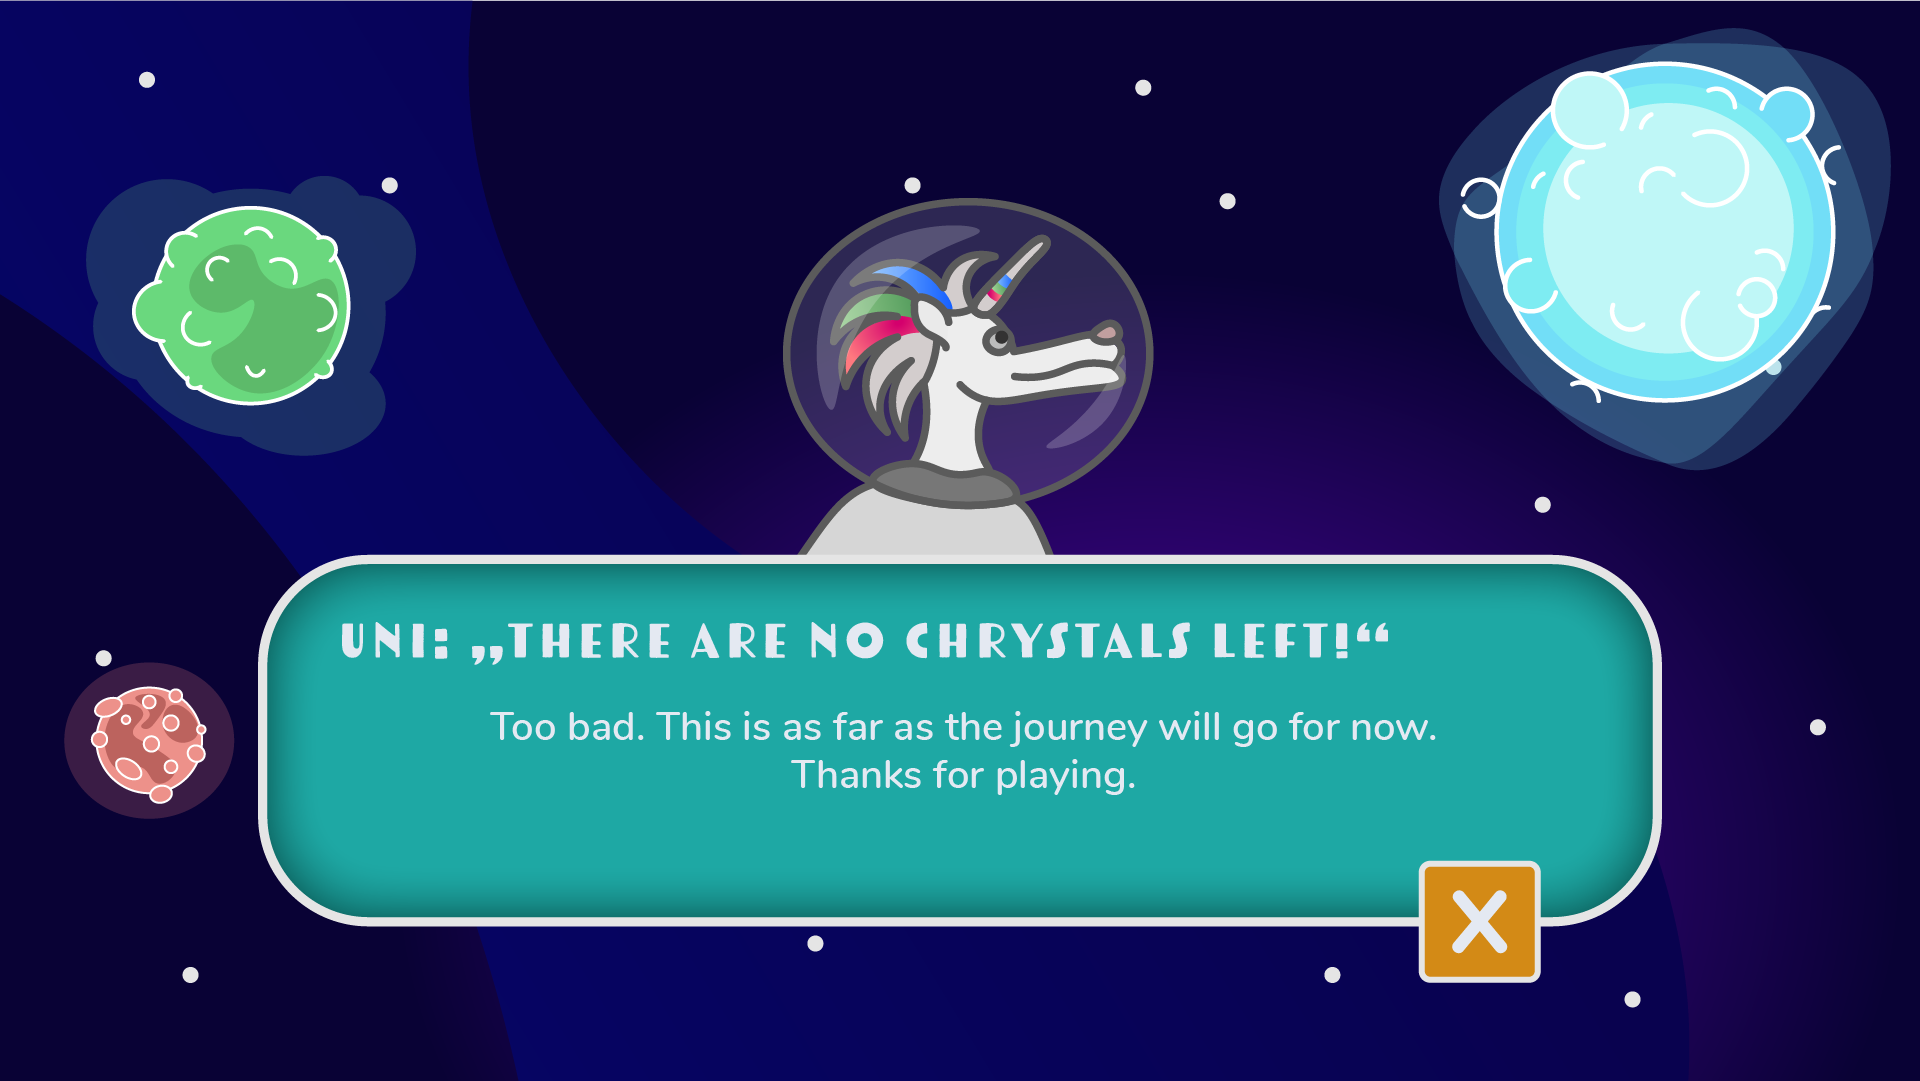 UNI: „THERE ARE NO CHRYSTALS LEFT!“
Too bad. This is as far as the journey will go for now.
Thanks for playing.
X